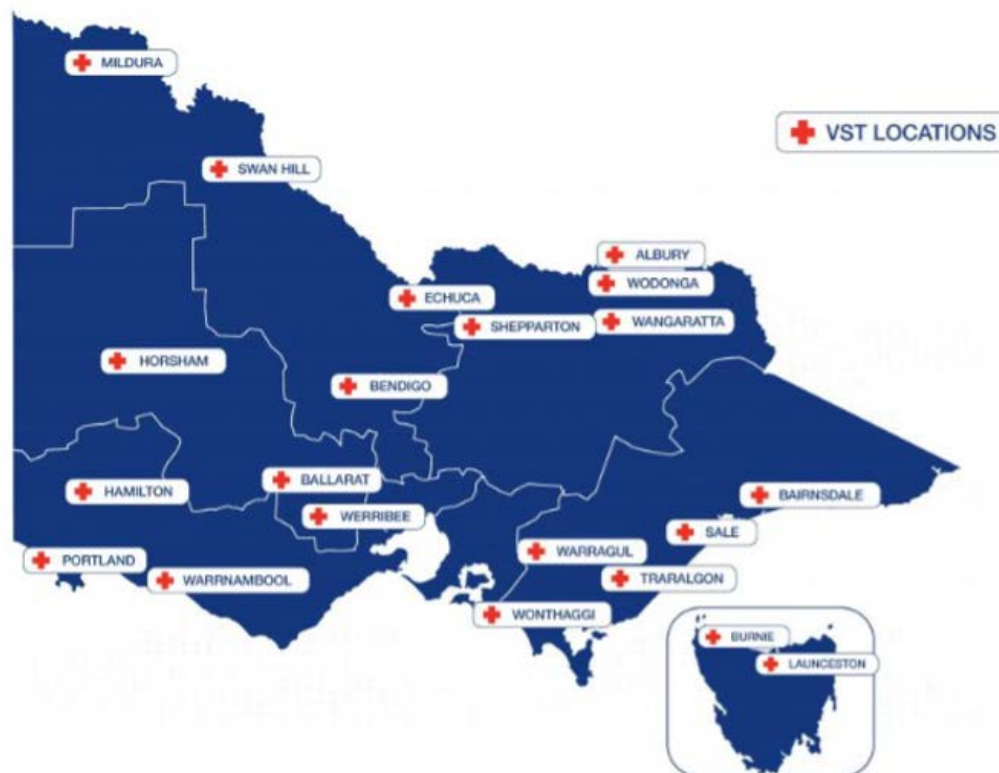 MILDURA
VST LOCATIONS
SWAN HILL
ALBURY
WODONGA
ECHUCA
SHEPPARTON
WANGARATTA
HORSHAM
BENDIGO
BALLARAT
HAMILTON
BAIRNSDALE
WERRIBEE
SALE
WARRAGUL
PORTLAND
WARRNAMBOOL
TRARALGON
WONTHAGGI
BURNIE
LAUNCESTON